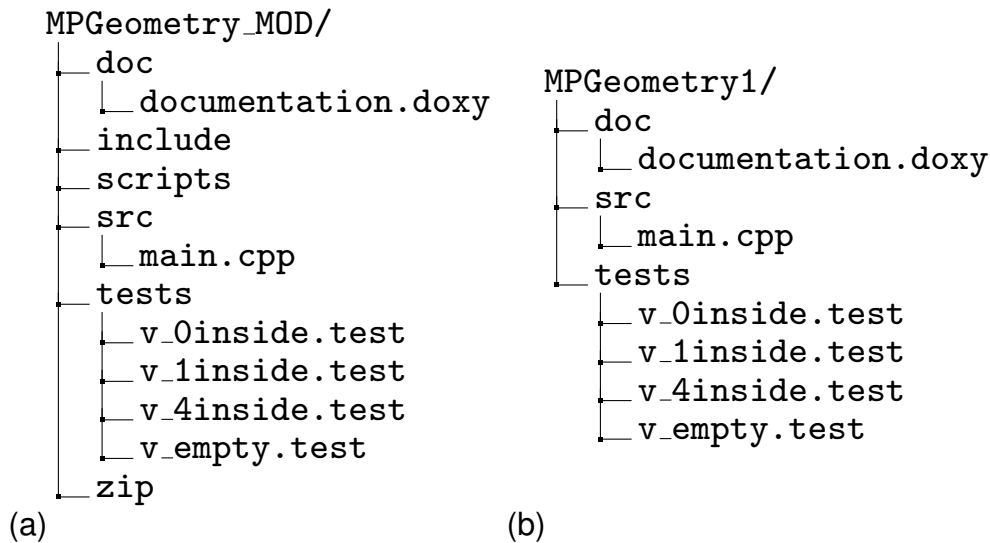 MPGeometry_MOD/
doc
documentation.doxy
include
scripts
src
main.cpp
tests
v_0inside.test
v_1inside.test
v_4inside.test
v_empty.test
zip
(a)
MPGeometry1/
doc
documentation.doxy
src
main.cpp
tests
v_0inside.test
v_1inside.test
v_4inside.test
v_empty.test
(b)